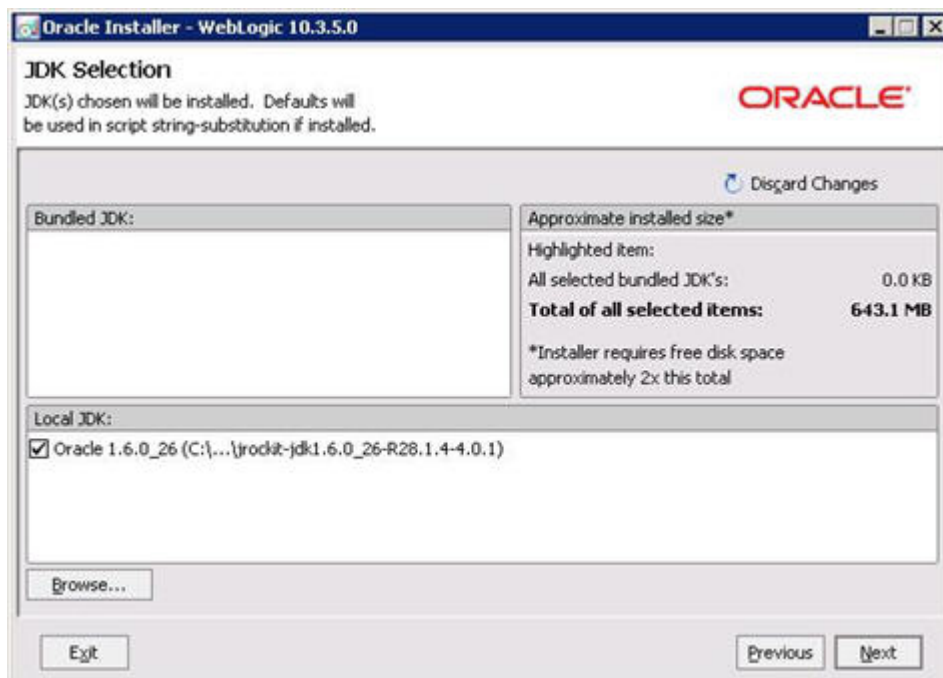 Oracle Installer - WebLogic 10.3.5.0
JDK Selection
JDK(s) chosen will be installed. Defaults will
be used in script string-substitution if installed.
ORACLE
Discard Changes
Bundled JDK:
Approximate installed size*
Highlighted item:
All selected bundled JDK's: 0.0 KB
Total of all selected items: 643.1 MB
*Installer requires free disk space
approximately 2x this total
Local JDK:
Oracle 1.6.0_26 (C:\...\jrockit-jdk1.6.0_26-R28.1.4-4.0.1)
Browse...
Exit
Previous
Next